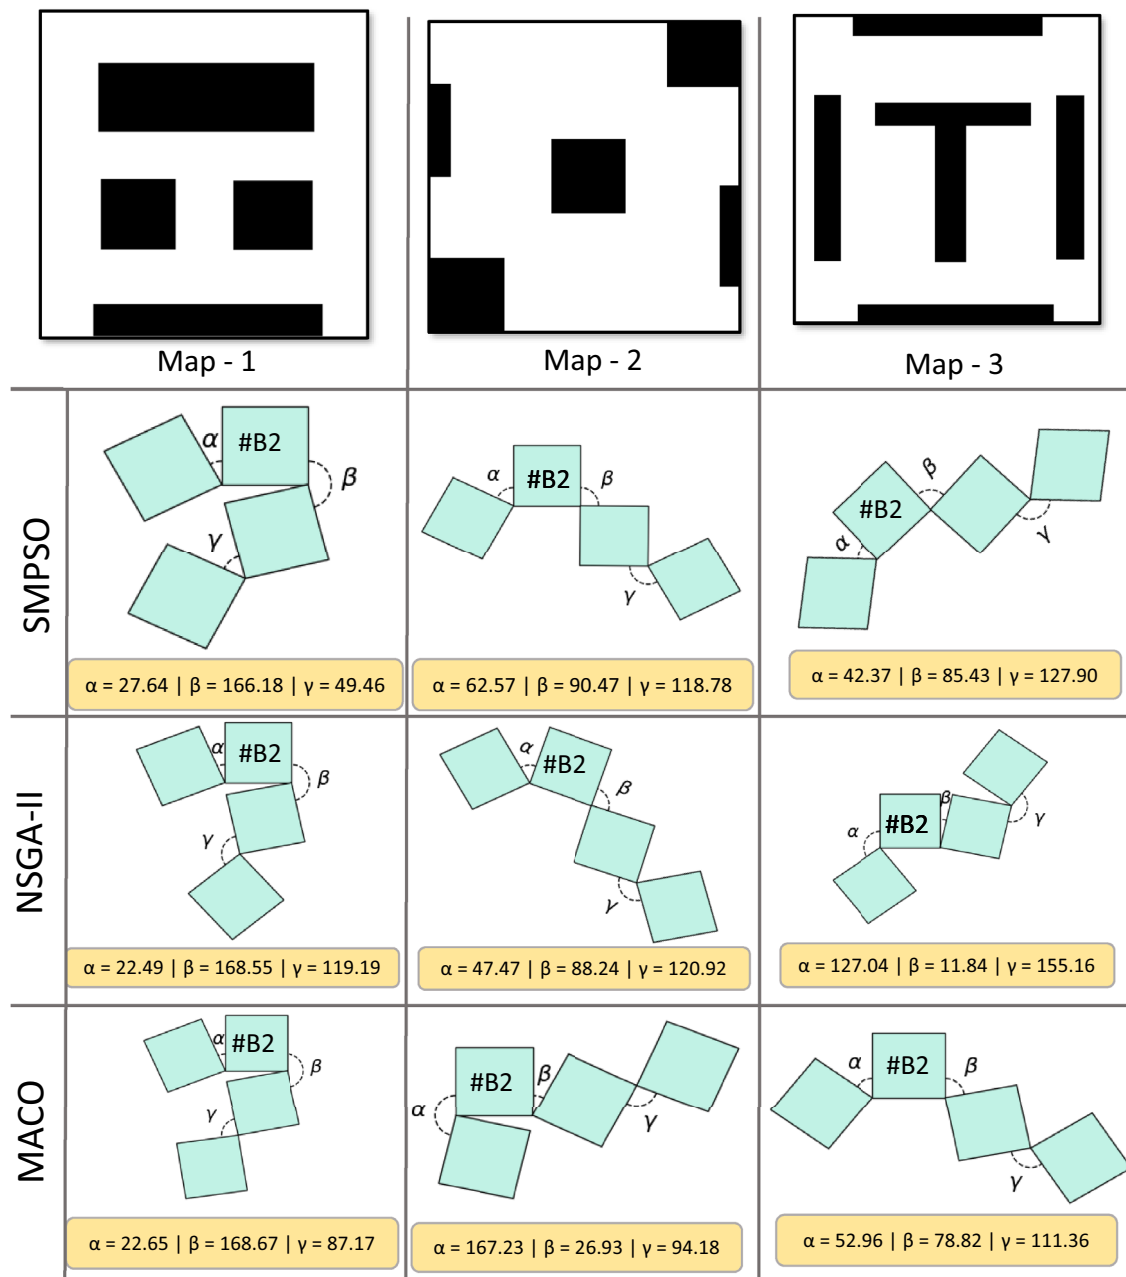 Map - 1
Map - 2
Map - 3
SMPSO
α
#B2
β
γ
α = 27.64 | β = 166.18 | γ = 49.46
α
#B2
β
γ
α = 62.57 | β = 90.47 | γ = 118.78
β
#B2
α
γ
α = 42.37 | β = 85.43 | γ = 127.90
NSGA-II
α
#B2
β
γ
α = 22.49 | β = 168.55 | γ = 119.19
α
#B2
β
γ
α = 47.47 | β = 88.24 | γ = 120.92
β
α
#B2
γ
α = 127.04 | β = 11.84 | γ = 155.16
MACO
α
#B2
β
γ
α = 22.65 | β = 168.67 | γ = 87.17
#B2
β
α
γ
α = 167.23 | β = 26.93 | γ = 94.18
α
#B2
β
γ
α = 52.96 | β = 78.82 | γ = 111.36